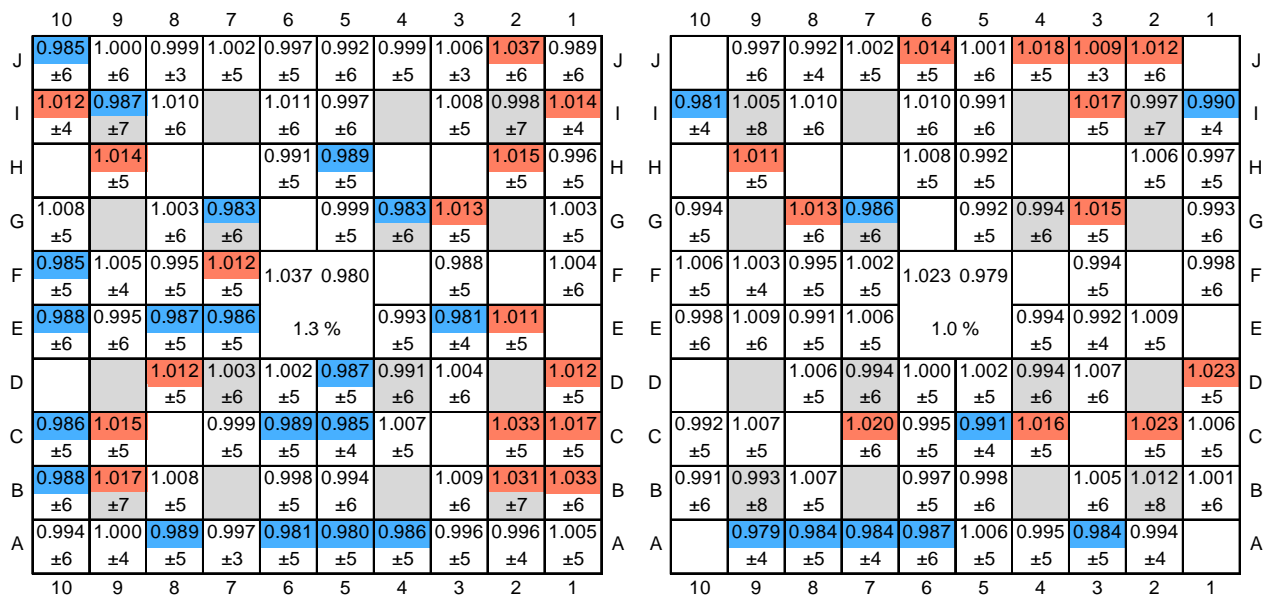 10 9 8 7 6 5 4 3 2 1 10 9 8 7 6 5 4 3 2 1
J 0.985 1.000 0.999 1.002 0.997 0.992 0.999 1.006 1.037 0.989 J J 0.997 0.992 1.002 1.014 1.001 1.018 1.009 1.012 J
±6 ±6 ±3 ±5 ±5 ±6 ±5 ±3 ±6 ±6 ±6 ±4 ±5 ±5 ±6 ±5 ±3 ±6
I 1.012 0.987 1.010 1.011 0.997 1.008 0.998 1.014 I I 0.981 1.005 1.010 1.010 0.991 1.017 0.997 0.990 I
±4 ±7 ±6 ±6 ±6 ±5 ±7 ±4 ±4 ±8 ±6 ±6 ±6 ±5 ±7 ±4
H 1.014 0.991 0.989 1.015 0.996 H H 1.011 1.008 0.992 1.006 0.997 H
±5 ±5 ±5 ±5 ±5 ±5 ±5 ±5 ±5 ±5
G 1.008 1.003 0.983 0.999 0.983 1.013 1.003 G G 0.994 1.013 0.986 0.992 0.994 1.015 0.993 G
±5 ±6 ±6 ±5 ±6 ±5 ±5 ±5 ±6 ±6 ±5 ±6 ±5 ±6
F 0.985 1.005 0.995 1.012 1.037 0.980 0.988 1.004 F F 1.006 1.003 0.995 1.002 1.023 0.979 0.994 0.998 F
±5 ±4 ±5 ±5 ±5 ±6 ±5 ±4 ±5 ±5 ±5 ±6
E 0.988 0.995 0.987 0.986 1.3 % 0.993 0.981 1.011 E E 0.998 1.009 0.991 1.006 1.0 % 0.994 0.992 1.009 E
±6 ±6 ±5 ±5 ±5 ±4 ±5 ±6 ±6 ±5 ±5 ±5 ±4 ±5
D 1.012 1.003 1.002 0.987 0.991 1.004 1.012 D D 1.006 0.994 1.000 1.002 0.994 1.007 1.023 D
±5 ±6 ±5 ±5 ±6 ±6 ±5 ±5 ±6 ±5 ±5 ±6 ±6 ±5
C 0.986 1.015 0.999 0.989 0.985 1.007 1.033 1.017 C C 0.992 1.007 1.020 0.995 0.991 1.016 1.023 1.006 C
±5 ±5 ±5 ±5 ±4 ±5 ±5 ±5 ±5 ±5 ±6 ±5 ±4 ±5 ±5 ±5
B 0.988 1.017 1.008 0.998 0.994 1.009 1.031 1.033 B B 0.991 0.993 1.007 0.997 0.998 1.005 1.012 1.001 B
±6 ±7 ±5 ±5 ±6 ±6 ±7 ±6 ±6 ±8 ±5 ±5 ±6 ±6 ±8 ±6
A 0.994 1.000 0.989 0.997 0.981 0.980 0.986 0.996 0.996 1.005 A A 0.979 0.984 0.984 0.987 1.006 0.995 0.984 0.994 A
±6 ±4 ±5 ±3 ±5 ±5 ±5 ±5 ±4 ±5 ±4 ±5 ±4 ±6 ±5 ±5 ±5 ±4
10 9 8 7 6 5 4 3 2 1 10 9 8 7 6 5 4 3 2 1